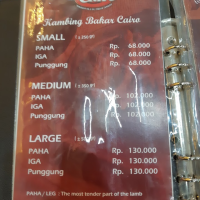 Kambing Bakar Cairo
SMALL
PAHA Rp. 68.000
IGA Rp. 68.000
Punggung Rp. 68.000
MEDIUM
PAHA Rp. 102.000
IGA Rp. 102.000
Punggung Rp. 102.000
LARGE
PAHA Rp. 130.000
IGA Rp. 130.000
Punggung Rp. 130.000
PAHA / LEG : The most tender part of the lamb